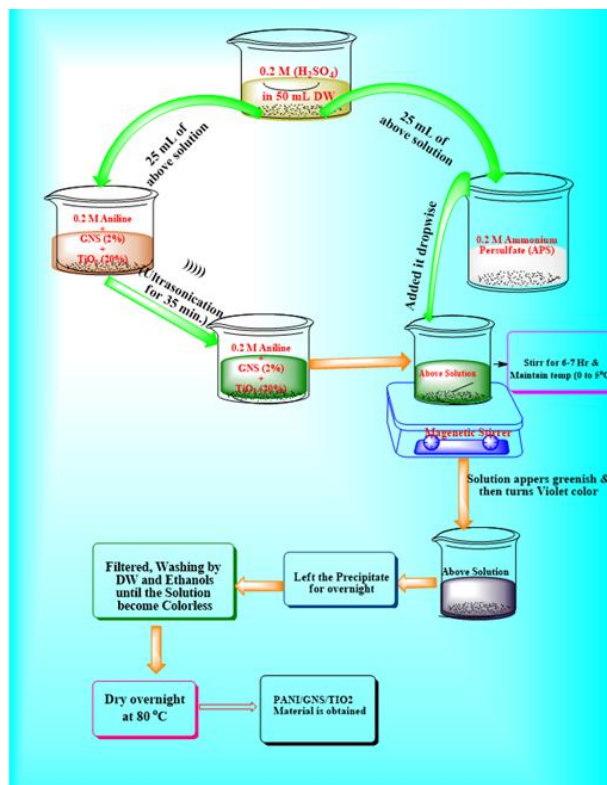 0.2 M (H₂SO₄)
in 50 mL DW
25 mL of
above solution
25 mL of
above solution
0.2 M Aniline
+
GNS (2%)
+
TiO₂ (20%)
0.2 M Ammonium
Persulfate (APS)
Added it dropwise
)))))
(Ultrasonication
for 35 min.)
0.2 M Aniline
+
GNS (2%)
+
TiO₂ (20%)
Above Solution
Stirr for 6-7 Hr &
Maintain temp (0 to 5°C
Magenetic Stirrer
Solution appers greenish &
then turns Violet color
Above Solution
Left the Precipitate
for overnight
Filtered, Washing by
DW and Ethanols
until the Solution
become Colorless
Dry overnight
at 80 °C
PANI/GNS/TIO2
Material is obtained